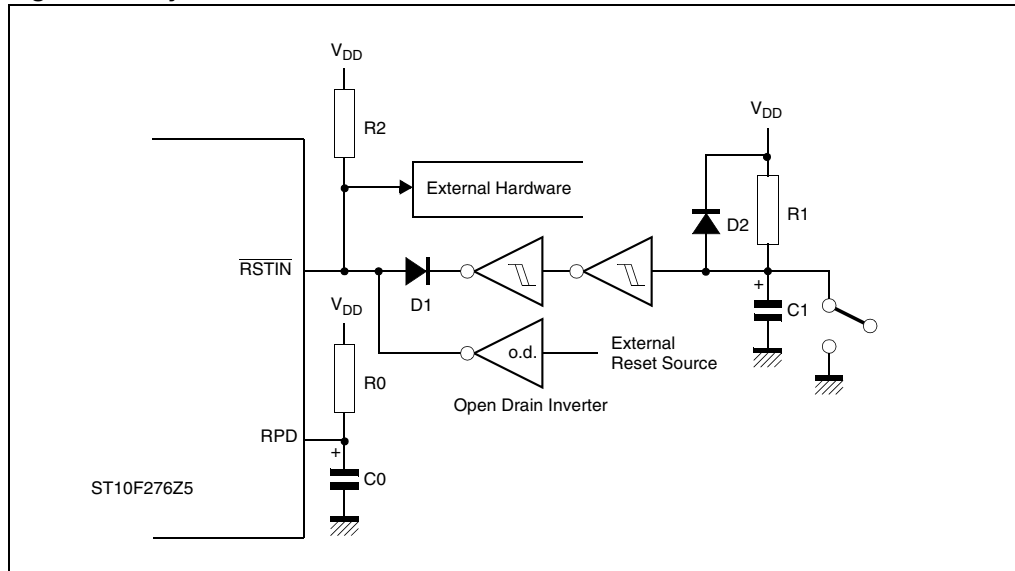 VDD
R2
VDD
External Hardware
D2
R1
RSTIN
D1
+
C1
VDD
o.d.
External
Reset Source
R0
Open Drain Inverter
RPD
+
C0
ST10F276Z5